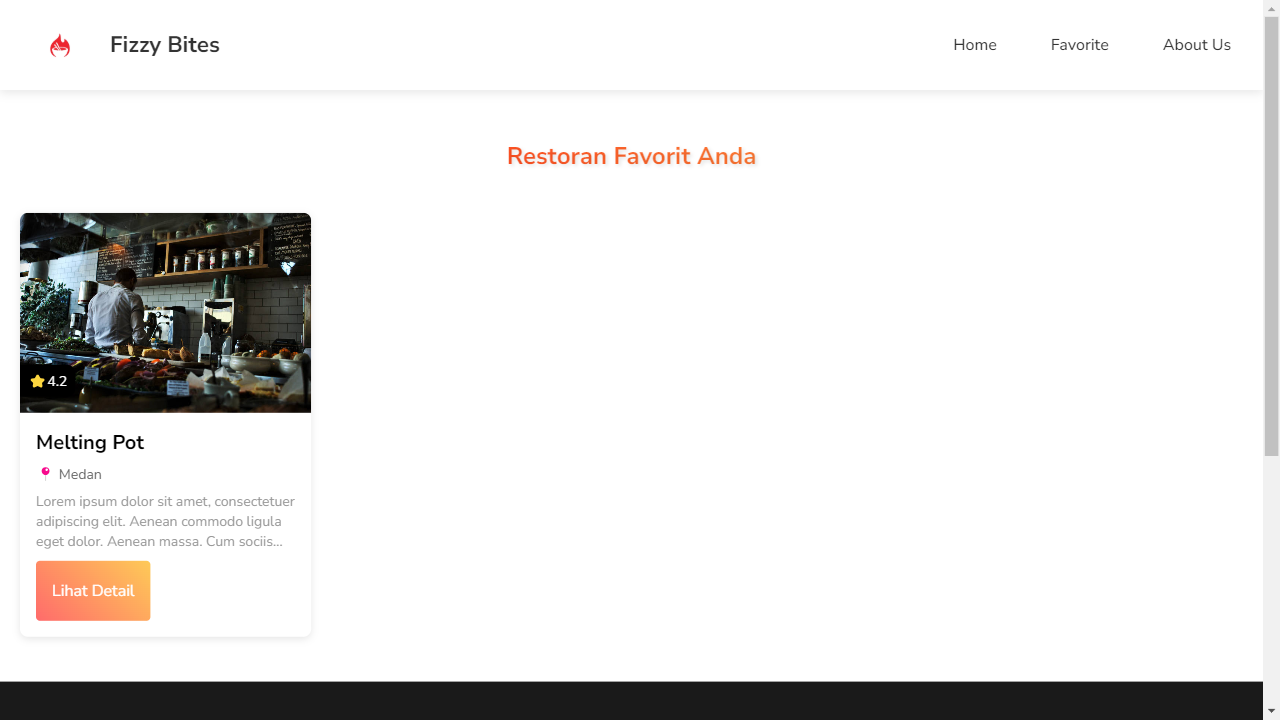 Fizzy Bites
Home
Favorite
About Us
Restoran Favorit Anda
4.2
Melting Pot
Medan
Lorem ipsum dolor sit amet, consectetuer
adipiscing elit. Aenean commodo ligula
eget dolor. Aenean massa. Cum sociis...
Lihat Detail